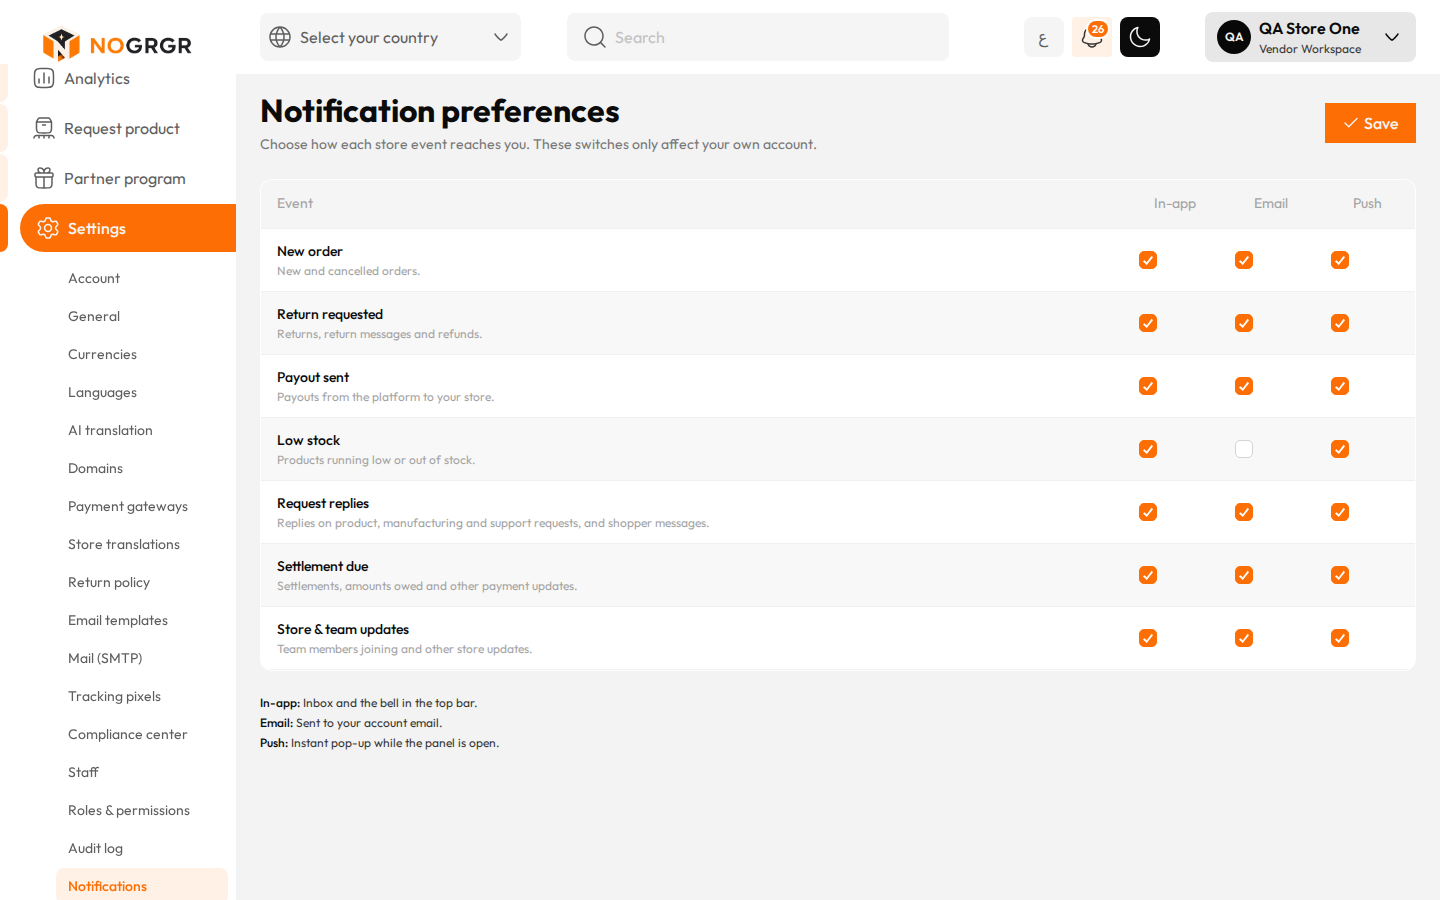 NOGRGR
Select your country
Search
ع
26
QA
QA Store One
Vendor Workspace
Analytics
Request product
Partner program
Settings
Account
General
Currencies
Languages
AI translation
Domains
Payment gateways
Store translations
Return policy
Email templates
Mail (SMTP)
Tracking pixels
Compliance center
Staff
Roles & permissions
Audit log
Notifications
Notification preferences
Choose how each store event reaches you. These switches only affect your own account.
Save
Event In-app Email Push
New order
New and cancelled orders.
Return requested
Returns, return messages and refunds.
Payout sent
Payouts from the platform to your store.
Low stock
Products running low or out of stock.
Request replies
Replies on product, manufacturing and support requests, and shopper messages.
Settlement due
Settlements, amounts owed and other payment updates.
Store & team updates
Team members joining and other store updates.
In-app: Inbox and the bell in the top bar.
Email: Sent to your account email.
Push: Instant pop-up while the panel is open.